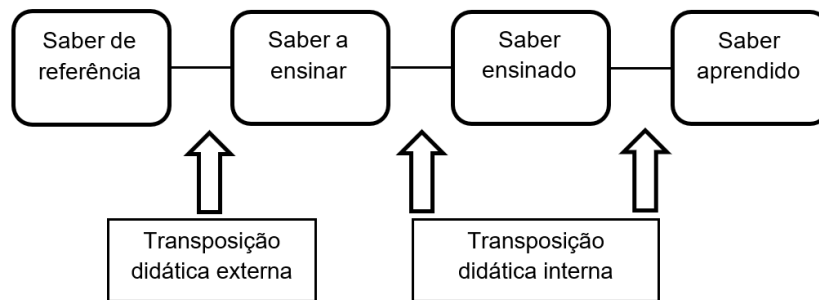 Saber de
referência
Saber a
ensinar
Saber
ensinado
Saber
aprendido
Transposição
didática externa
Transposição
didática interna